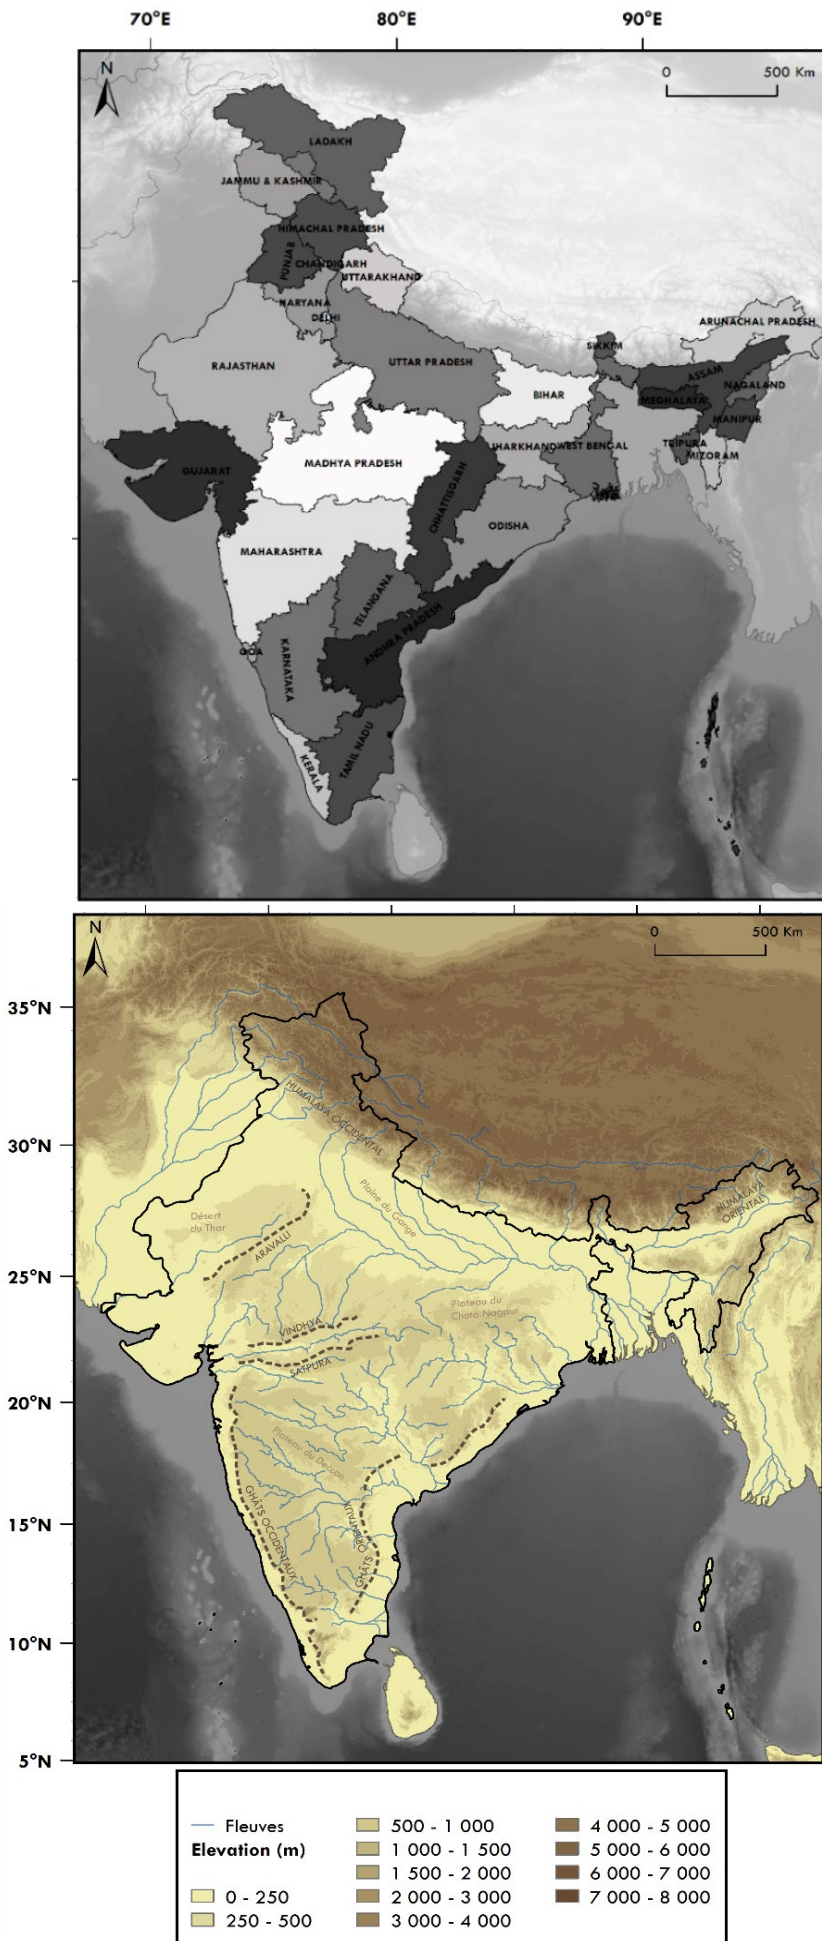 70°E 80°E 90°E
N
0 500 Km
LADAKH
JAMMU & KASHMIR
HIMACHAL PRADESH
PUNJAB
CHANDIGARH
UTTARAKHAND
HARYANA
DELHI
ARUNACHAL PRADESH
SIKKIM
RAJASTHAN
UTTAR PRADESH
ASSAM
NAGALAND
BIHAR
MEGHALAYA
MANIPUR
TRIPURA
MIZORAM
JHARKHAND
WEST BENGAL
GUJARAT
MADHYA PRADESH
CHHATTISGARH
ODISHA
MAHARASHTRA
TELANGANA
ANDHRA PRADESH
GOA
KARNATAKA
KERALA
TAMIL NADU
N
0 500 Km
35°N
30°N
25°N
20°N
15°N
10°N
5°N
HUMALAYA OCCIDENTAL
HUMALAYA
ORIENTAL
Désert
du Thar
Plaine du Gange
ARAVALLI
Plateau du
Chota Nagpur
VINDHYA
SATPURA
Plateau du Deccan
GHÂTS OCCIDENTAUX
GHÂTS
ORIENTAUX
Fleuves
Elevation (m)
0 - 250
250 - 500
500 - 1 000
1 000 - 1 500
1 500 - 2 000
2 000 - 3 000
3 000 - 4 000
4 000 - 5 000
5 000 - 6 000
6 000 - 7 000
7 000 - 8 000